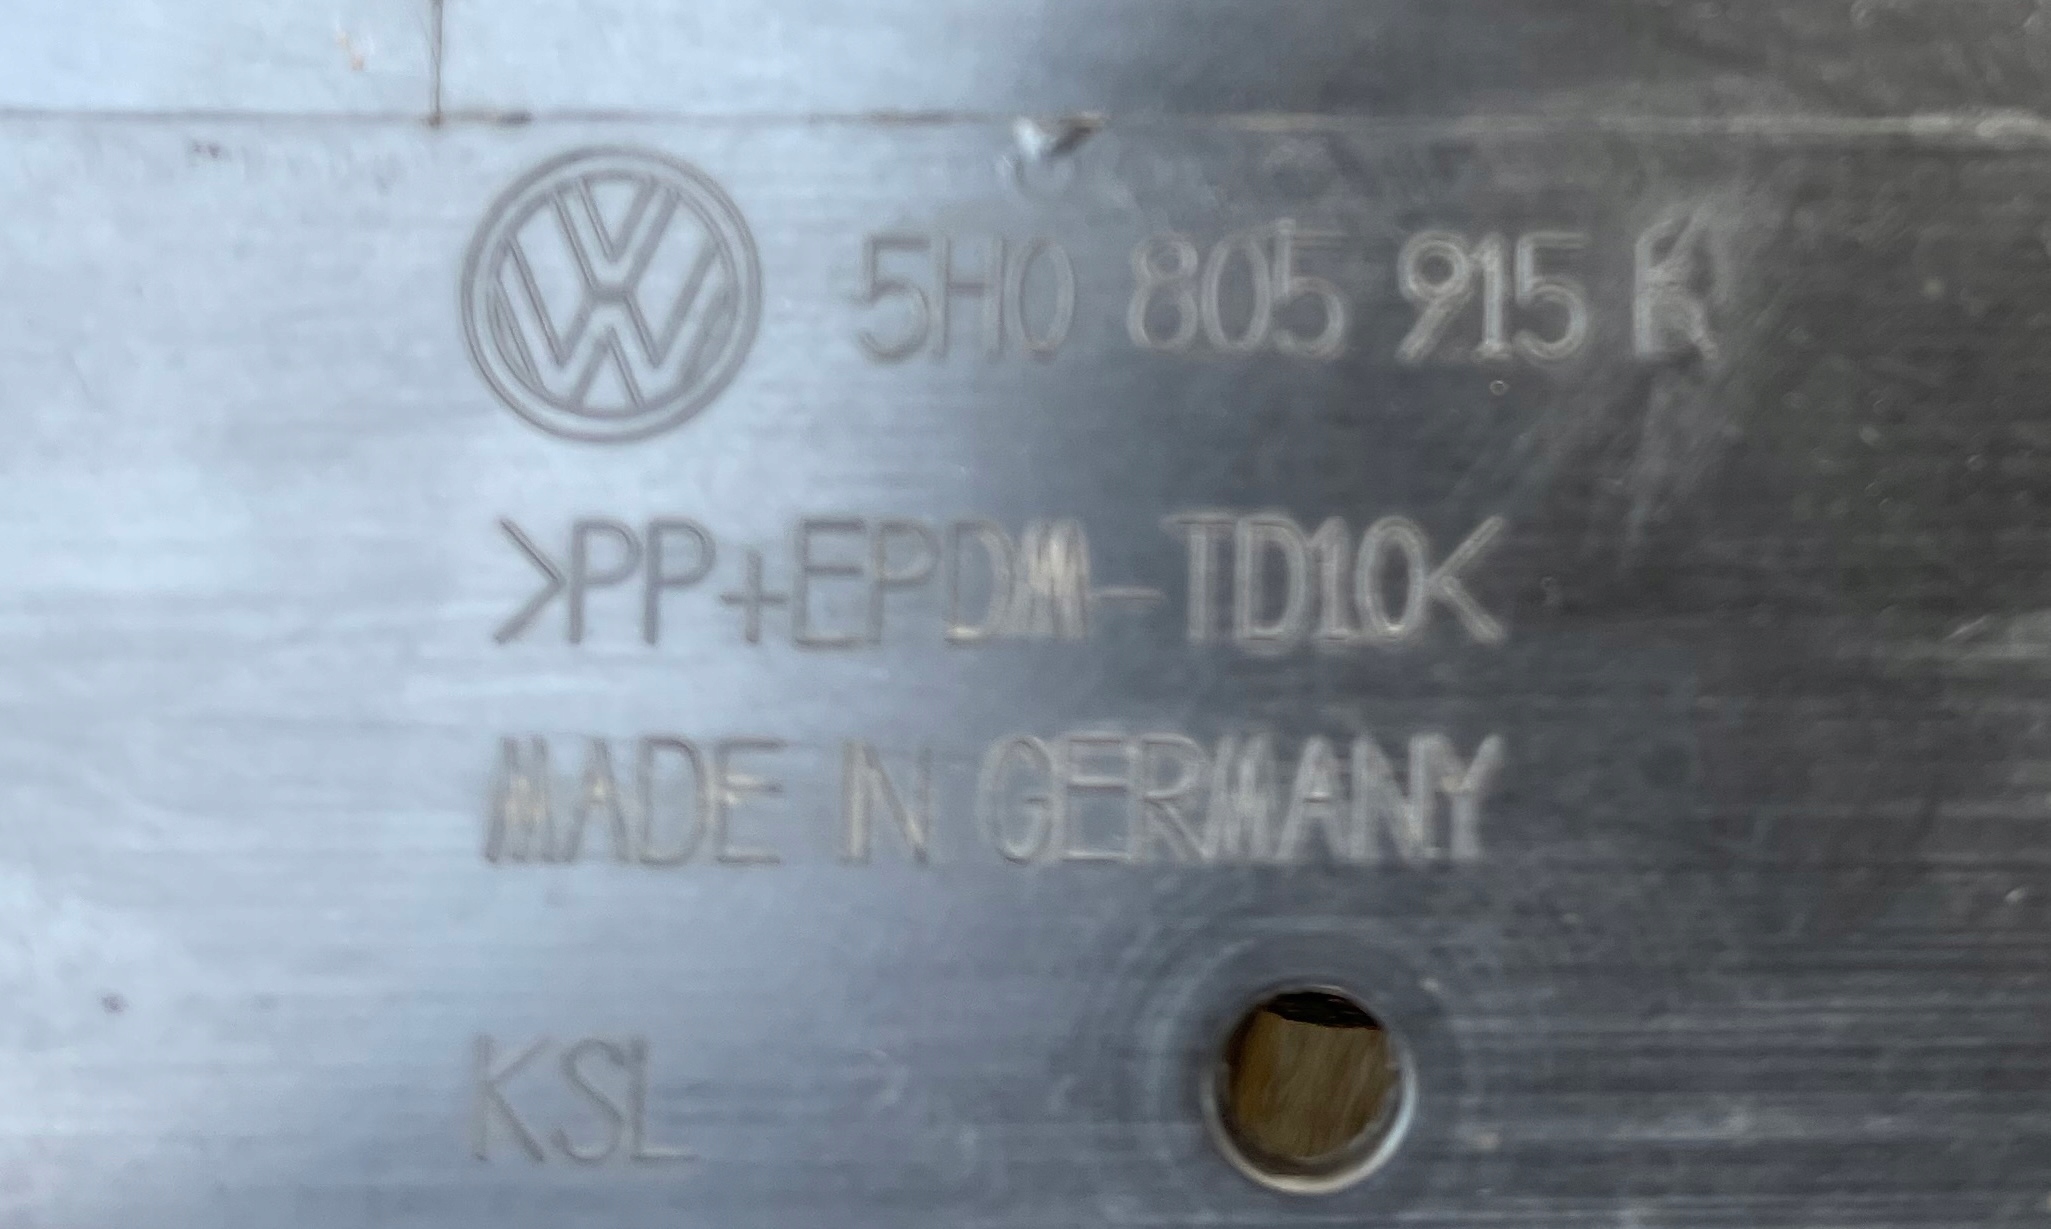 5H0 805 915
>PP+EPDM-TD10<
MADE IN GERMANY
KSL